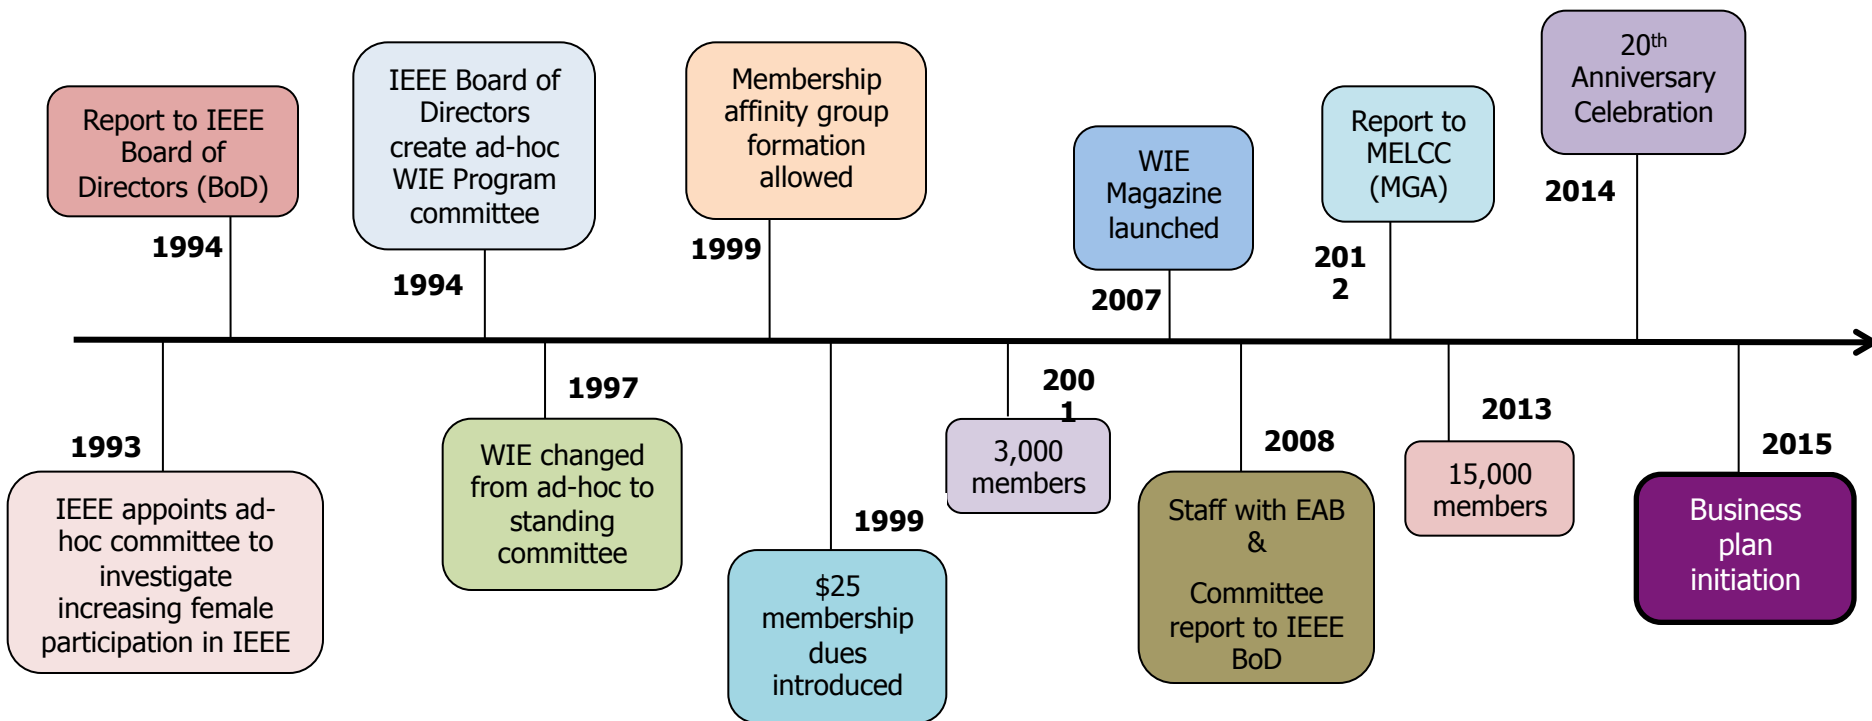 Report to IEEE
Board of
Directors (BoD)
1994
IEEE Board of
Directors
create ad-hoc
WIE Program
committee
1994
Membership
affinity group
formation
allowed
1999
WIE
Magazine
launched
2007
Report to
MELCC
(MGA)
201
2
20th
Anniversary
Celebration
2014
1993
IEEE appoints ad-
hoc committee to
investigate
increasing female
participation in IEEE
1997
WIE changed
from ad-hoc to
standing
committee
1999
$25
membership
dues
introduced
200
1
3,000
members
2008
Staff with EAB
&
Committee
report to IEEE
BoD
2013
15,000
members
2015
Business
plan
initiation